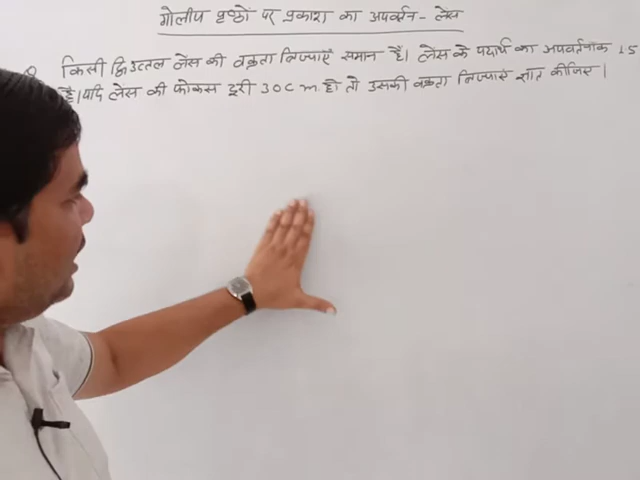 गोलीय पृष्ठों पर प्रकाश का अपवर्तन - लेंस
किसी द्विउत्तल लेंस की वक्रता त्रिज्याएँ समान हैं। लेंस के पदार्थ का अपवर्तनांक 1.5
है। यदि लेंस की फोकस दूरी 30 c m. हो तो उसकी वक्रता त्रिज्याएँ ज्ञात कीजिए।